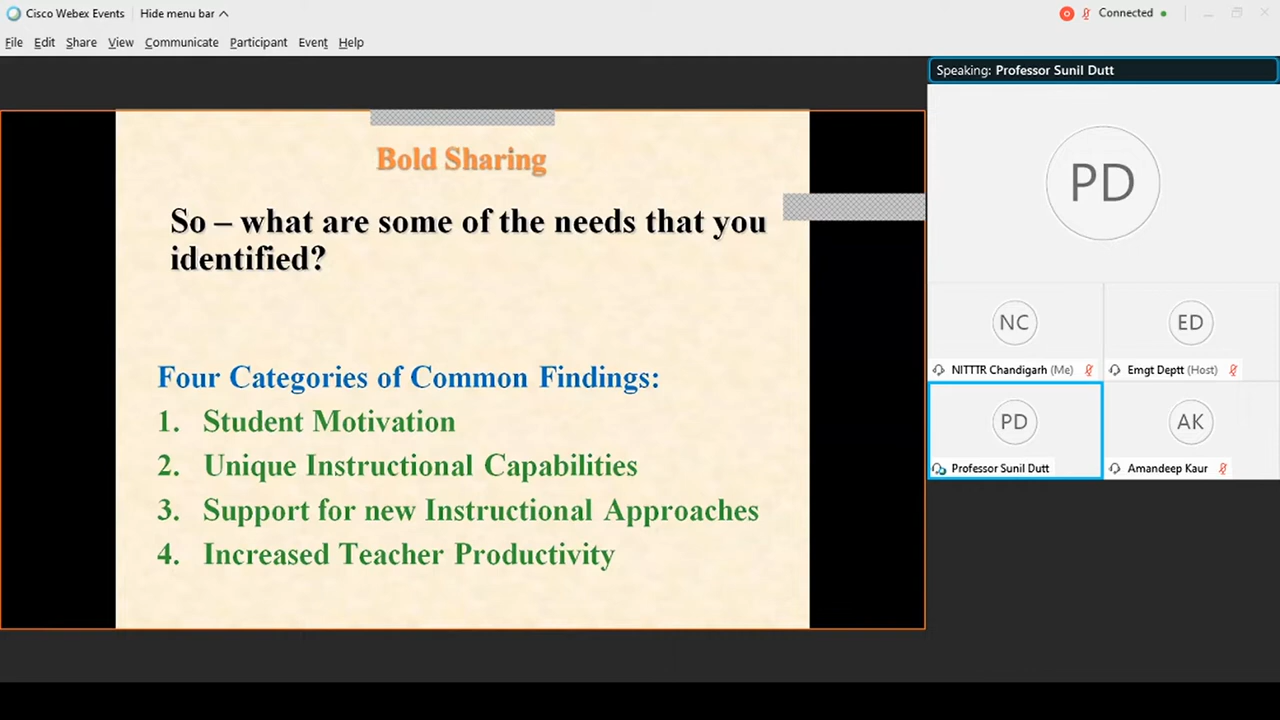 Cisco Webex Events Hide menu bar Connected
File Edit Share View Communicate Participant Event Help
Speaking: Professor Sunil Dutt
Bold Sharing
So – what are some of the needs that you
identified?
Four Categories of Common Findings:
1. Student Motivation
2. Unique Instructional Capabilities
3. Support for new Instructional Approaches
4. Increased Teacher Productivity
PD
NC
NITTTR Chandigarh (Me)
ED
Emgt Deptt (Host)
PD
Professor Sunil Dutt
AK
Amandeep Kaur